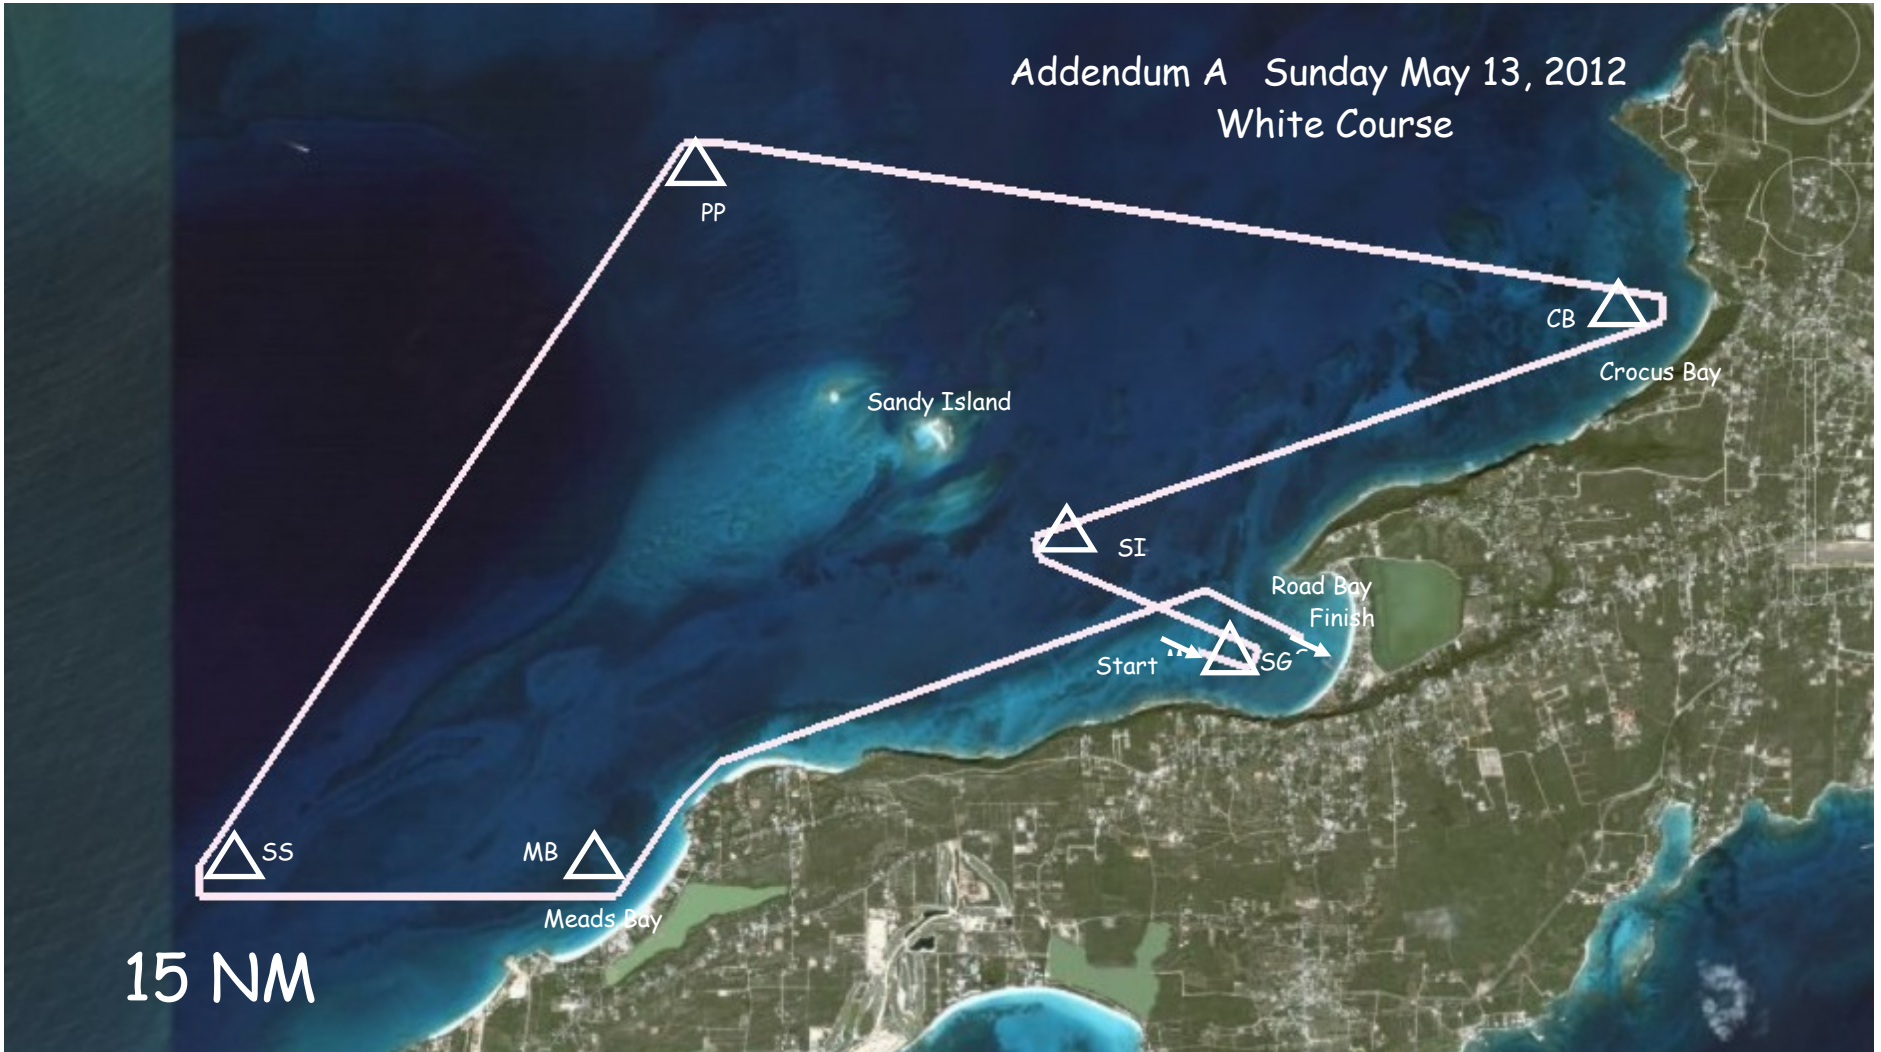 Addendum A Sunday May 13, 2012
White Course
PP
CB
Crocus Bay
Sandy Island
SI
Road Bay
Finish
Start
SG
SS
MB
Meads Bay
15 NM